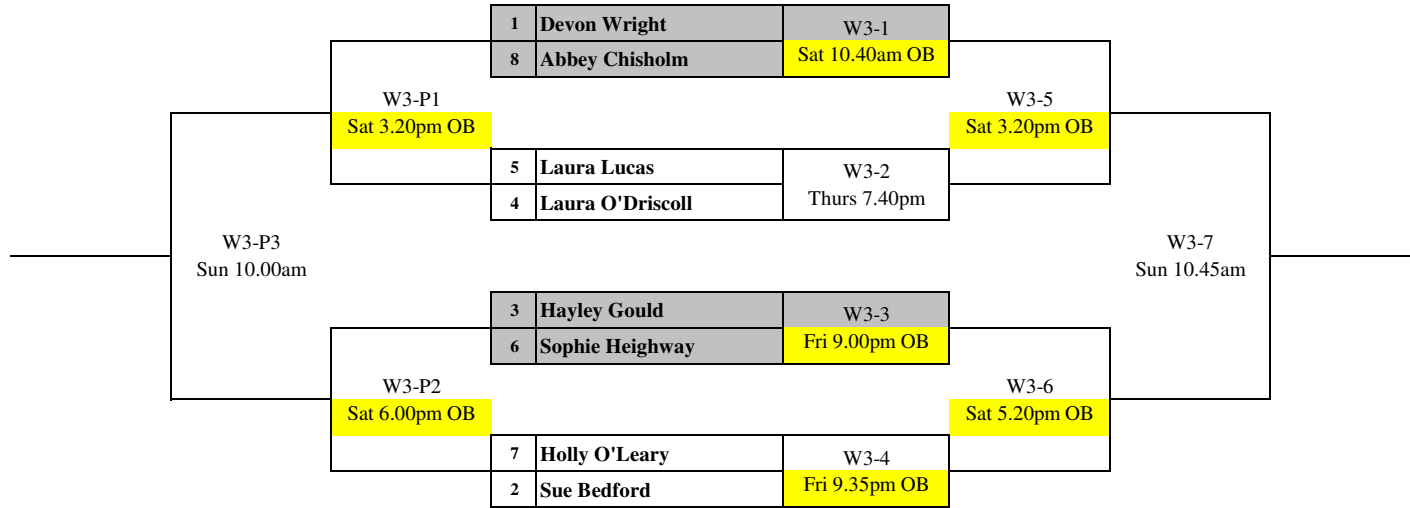 1 Devon Wright W3-1
8 Abbey Chisholm Sat 10.40am OB
W3-P1 W3-5
Sat 3.20pm OB Sat 3.20pm OB
5 Laura Lucas W3-2
4 Laura O'Driscoll Thurs 7.40pm
W3-P3 W3-7
Sun 10.00am Sun 10.45am
3 Hayley Gould W3-3
6 Sophie Heighway Fri 9.00pm OB
W3-P2 W3-6
Sat 6.00pm OB Sat 5.20pm OB
7 Holly O'Leary W3-4
2 Sue Bedford Fri 9.35pm OB